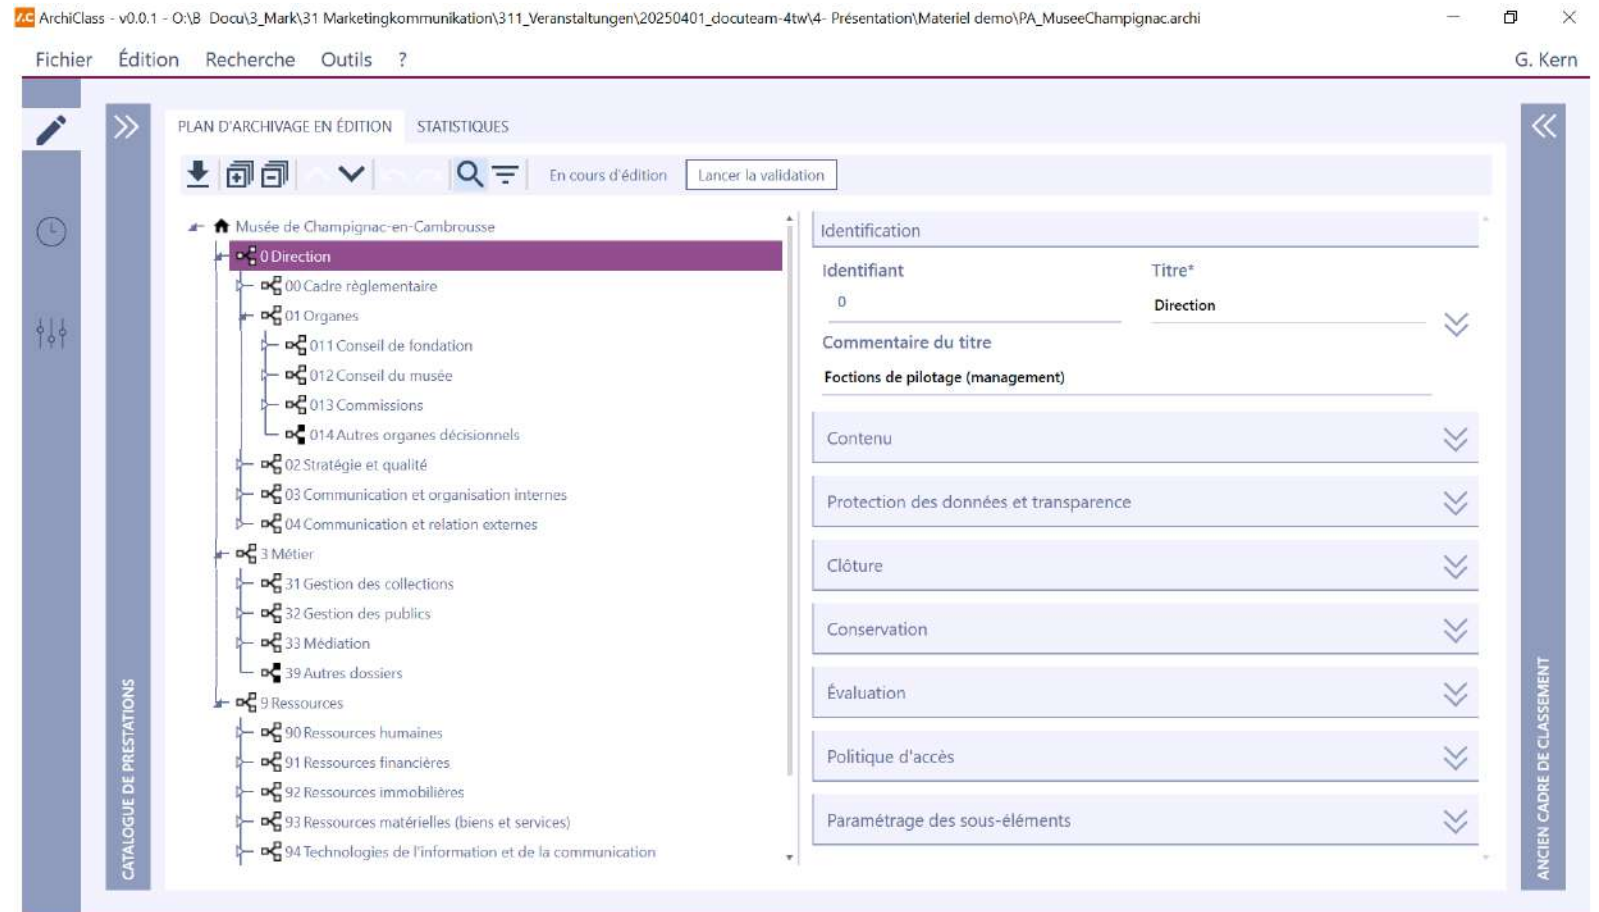 A.C ArchiClass - v0.0.1 - O:\B_Docu\3_Mark\31 Marketingkommunikation\311_Veranstaltungen\20250401_docuteam-4tw\4- Présentation\Materiel demo\PA_MuseeChampignac.archi
Fichier Édition Recherche Outils ? G. Kern
PLAN D'ARCHIVAGE EN ÉDITION STATISTIQUES
En cours d'édition Lancer la validation
Musée de Champignac-en-Cambrousse
0 Direction
00 Cadre règlementaire
01 Organes
011 Conseil de fondation
012 Conseil du musée
013 Commissions
014 Autres organes décisionnels
02 Stratégie et qualité
03 Communication et organisation internes
04 Communication et relation externes
3 Métier
31 Gestion des collections
32 Gestion des publics
33 Médiation
39 Autres dossiers
9 Ressources
90 Ressources humaines
91 Ressources financières
92 Ressources immobilières
93 Ressources matérielles (biens et services)
94 Technologies de l'information et de la communication
Identification
Identifiant Titre*
0 Direction
Commentaire du titre
Foctions de pilotage (management)
Contenu
Protection des données et transparence
Clôture
Conservation
Évaluation
Politique d'accès
Paramétrage des sous-éléments
CATALOGUE DE PRESTATIONS
ANCIEN CADRE DE CLASSEMENT